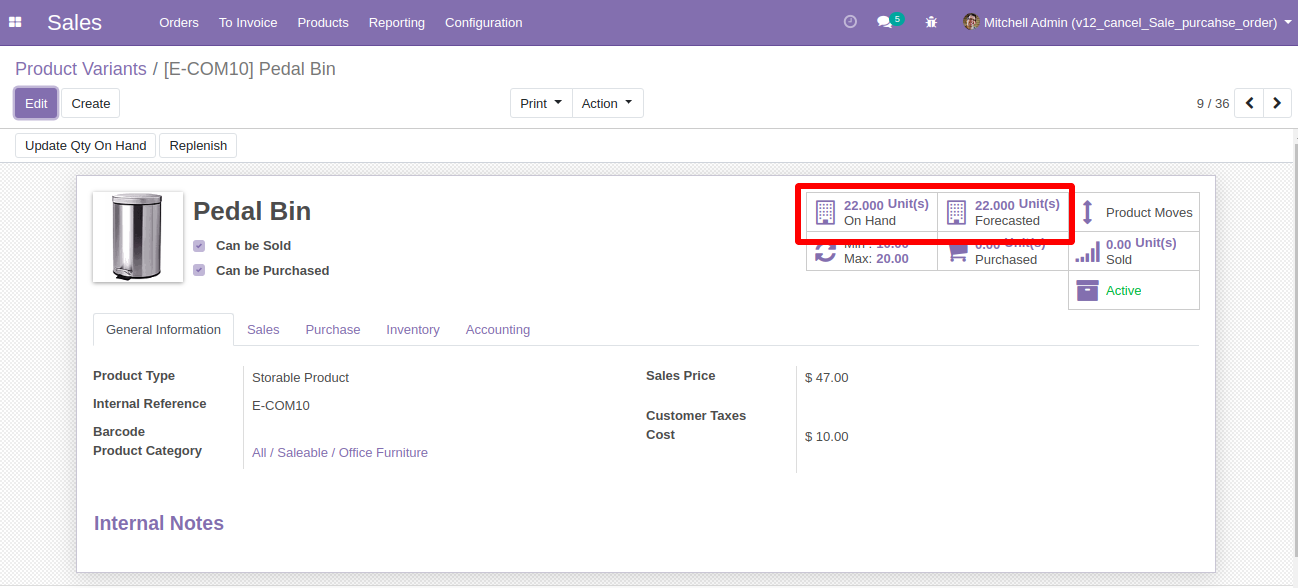 Sales Orders To Invoice Products Reporting Configuration 5 Mitchell Admin (v12_cancel_Sale_purcahse_order)
Product Variants / [E-COM10] Pedal Bin
Edit Create Print Action 9 / 36
Update Qty On Hand Replenish
Pedal Bin
Can be Sold
Can be Purchased
22.000 Unit(s)
On Hand
22.000 Unit(s)
Forecasted
Product Moves
Min : 10.00
Max: 20.00
0.00 Unit(s)
Purchased
0.00 Unit(s)
Sold
Active
General Information Sales Purchase Inventory Accounting
Product Type Storable Product
Internal Reference E-COM10
Barcode
Product Category All / Saleable / Office Furniture
Sales Price $ 47.00
Customer Taxes
Cost $ 10.00
Internal Notes